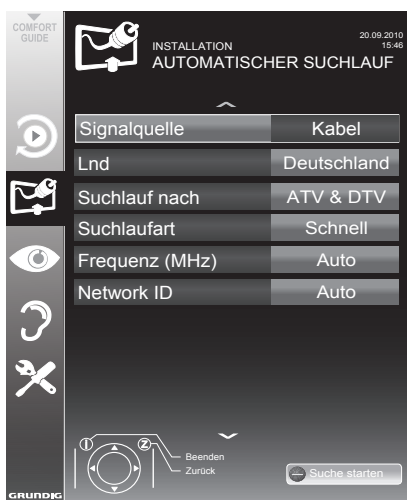 COMFORT
GUIDE
INSTALLATION
AUTOMATISCHER SUCHLAUF
20.09.2010
15:46
Signalquelle Kabel
Lnd Deutschland
Suchlauf nach ATV & DTV
Suchlaufart Schnell
Frequenz (MHz) Auto
Network ID Auto
Z
Beenden
Zurück
Suche starten
GRUNDIG